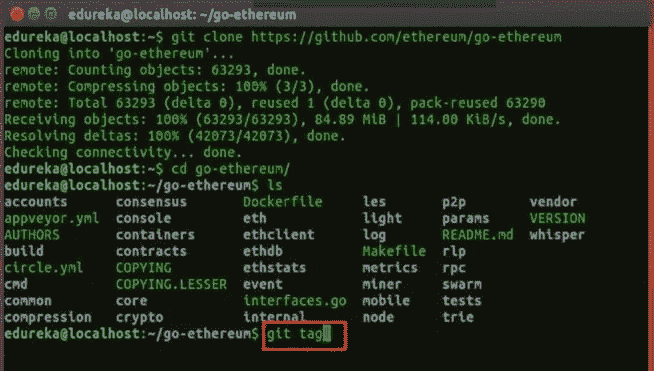 edureka@localhost: ~/go-ethereum
edureka@localhost:~$ git clone https://github.com/ethereum/go-ethereum
Cloning into 'go-ethereum'...
remote: Counting objects: 63293, done.
remote: Compressing objects: 100% (3/3), done.
remote: Total 63293 (delta 0), reused 1 (delta 0), pack-reused 63290
Receiving objects: 100% (63293/63293), 84.89 MiB | 114.00 KiB/s, done.
Resolving deltas: 100% (42073/42073), done.
Checking connectivity... done.
edureka@localhost:~$ cd go-ethereum/
edureka@localhost:~/go-ethereum$ ls
accounts consensus Dockerfile les p2p vendor
appveyor.yml console eth light params VERSION
AUTHORS containers ethclient log README.md whisper
build contracts ethdb Makefile rlp
circle.yml COPYING ethstats metrics rpc
cmd COPYING.LESSER event miner swarm
common core interfaces.go mobile tests
compression crypto internal node trie
edureka@localhost:~/go-ethereum$ git tag